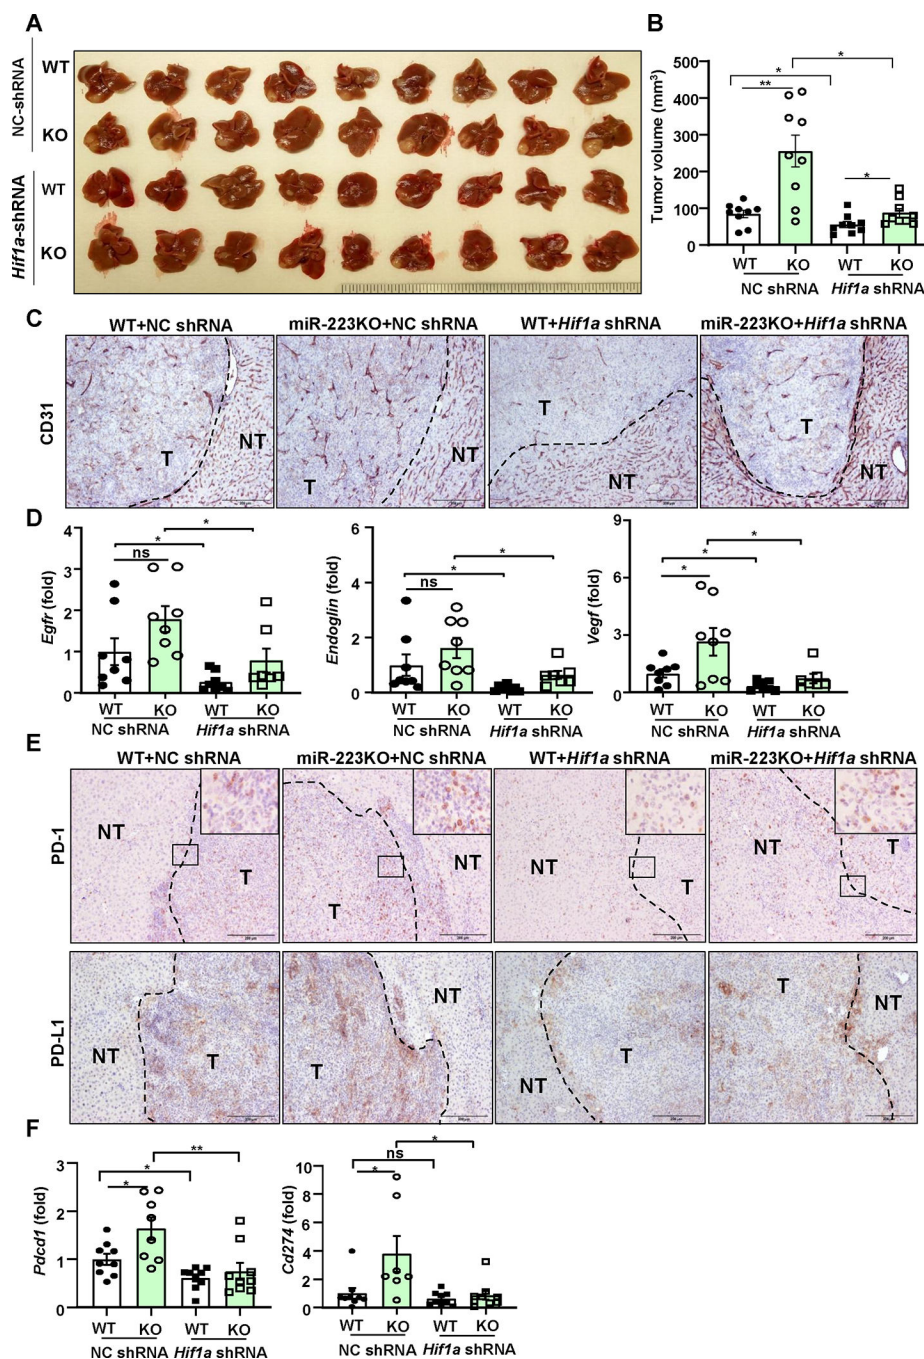 A
NC-shRNA
WT
KO
Hif1a-shRNA
WT
KO
B
Tumor volume (mm³)
500
400
300
200
100
0
*
*
**
*
WT KO WT KO
NC shRNA Hif1a shRNA
C
WT+NC shRNA miR-223KO+NC shRNA WT+Hif1a shRNA miR-223KO+Hif1a shRNA
CD31
T NT
T NT
T NT
T NT
D
Egfr (fold)
4
3
2
1
0
*
*
ns
WT KO WT KO
NC shRNA Hif1a shRNA
Endoglin (fold)
6
4
2
0
*
*
ns
WT KO WT KO
NC shRNA Hif1a shRNA
Vegf (fold)
9
6
3
0
*
*
*
WT KO WT KO
NC shRNA Hif1a shRNA
E
WT+NC shRNA miR-223KO+NC shRNA WT+Hif1a shRNA miR-223KO+Hif1a shRNA
PD-1
NT T
T NT
NT T
NT T
PD-L1
NT T
T NT
NT T
T NT
F
Pdcd1 (fold)
3
2
1
0
**
*
*
WT KO WT KO
NC shRNA Hif1a shRNA
Cd274 (fold)
10
8
6
4
2
0
*
ns
*
WT KO WT KO
NC shRNA Hif1a shRNA